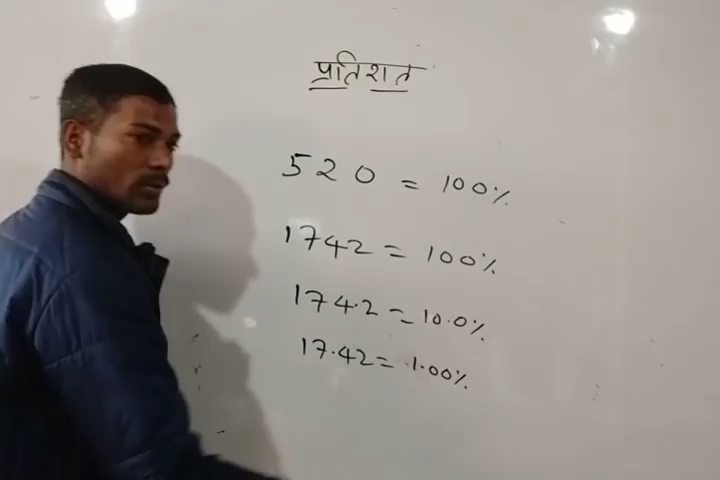 प्रतिशत
520 = 100%
1742 = 100%
174.2 = 10.0%
17.42 = 1.00%